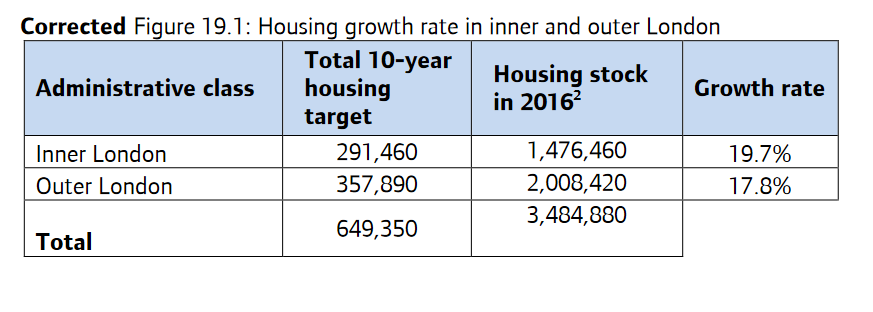 Corrected Figure 19.1: Housing growth rate in inner and outer London
Administrative class
Total 10-year
housing
target
Housing stock
in 2016²
Growth rate
Inner London 291,460 1,476,460 19.7%
Outer London 357,890 2,008,420 17.8%
Total 649,350 3,484,880